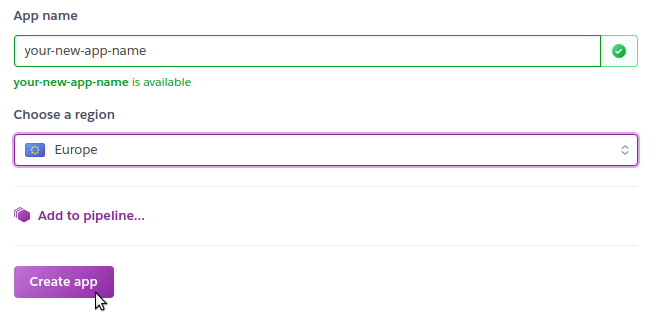 App name
your-new-app-name
your-new-app-name is available
Choose a region
Europe
Add to pipeline...
Create app